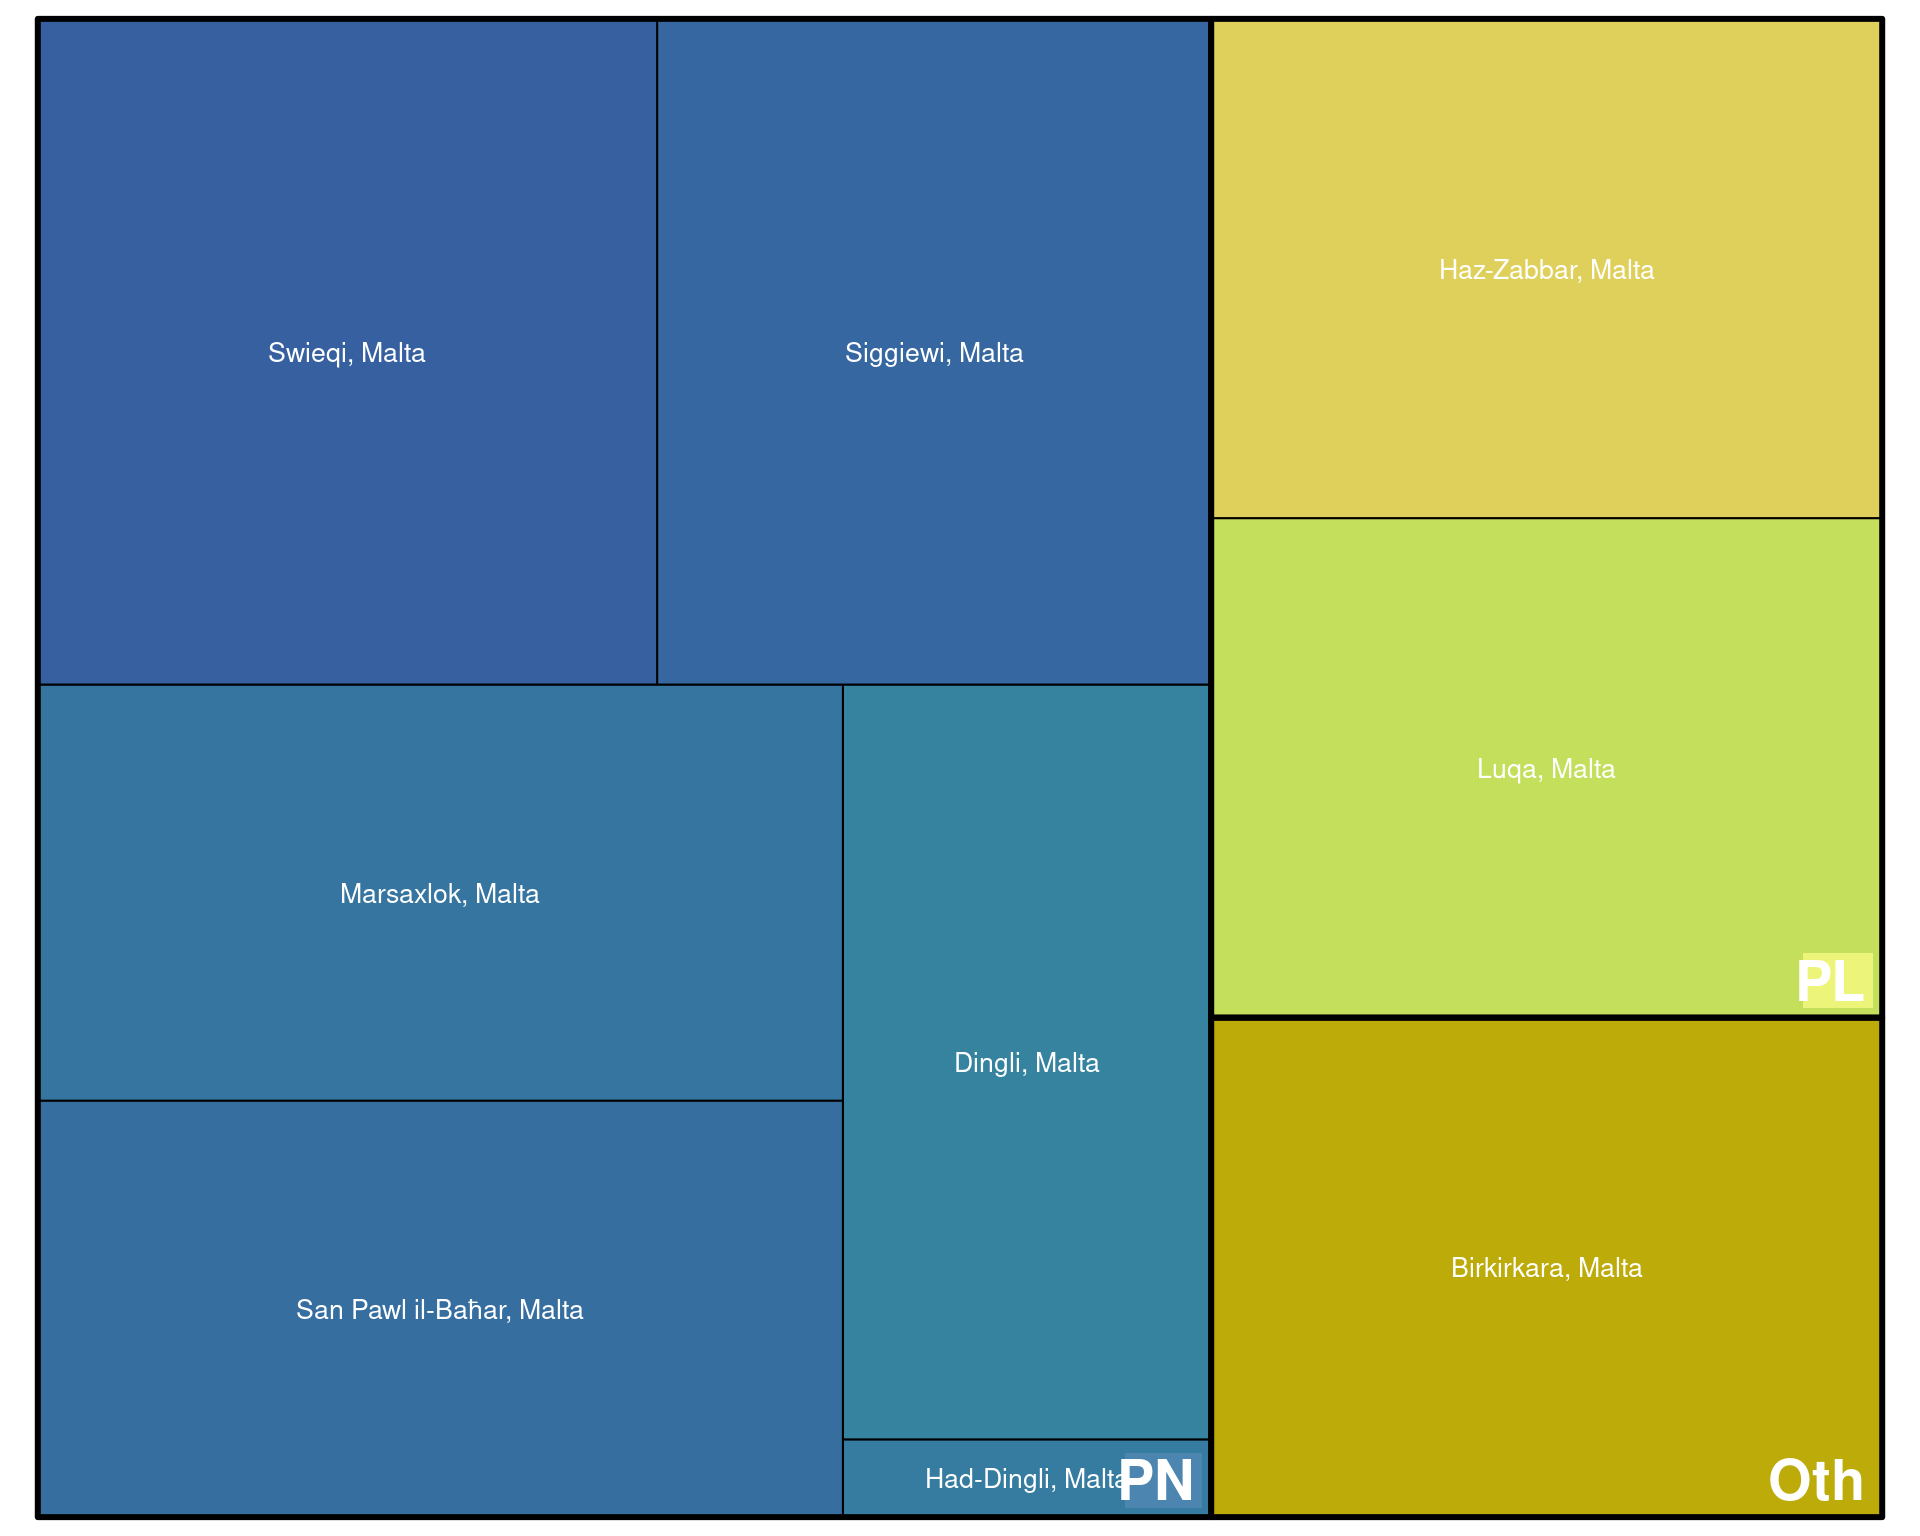 Swieqi, Malta
Siggiewi, Malta
Haz-Zabbar, Malta
Luqa, Malta
PL
Marsaxlok, Malta
Dingli, Malta
San Pawl il-Baħar, Malta
Had-Dingli, Malta
PN
Birkirkara, Malta
Oth